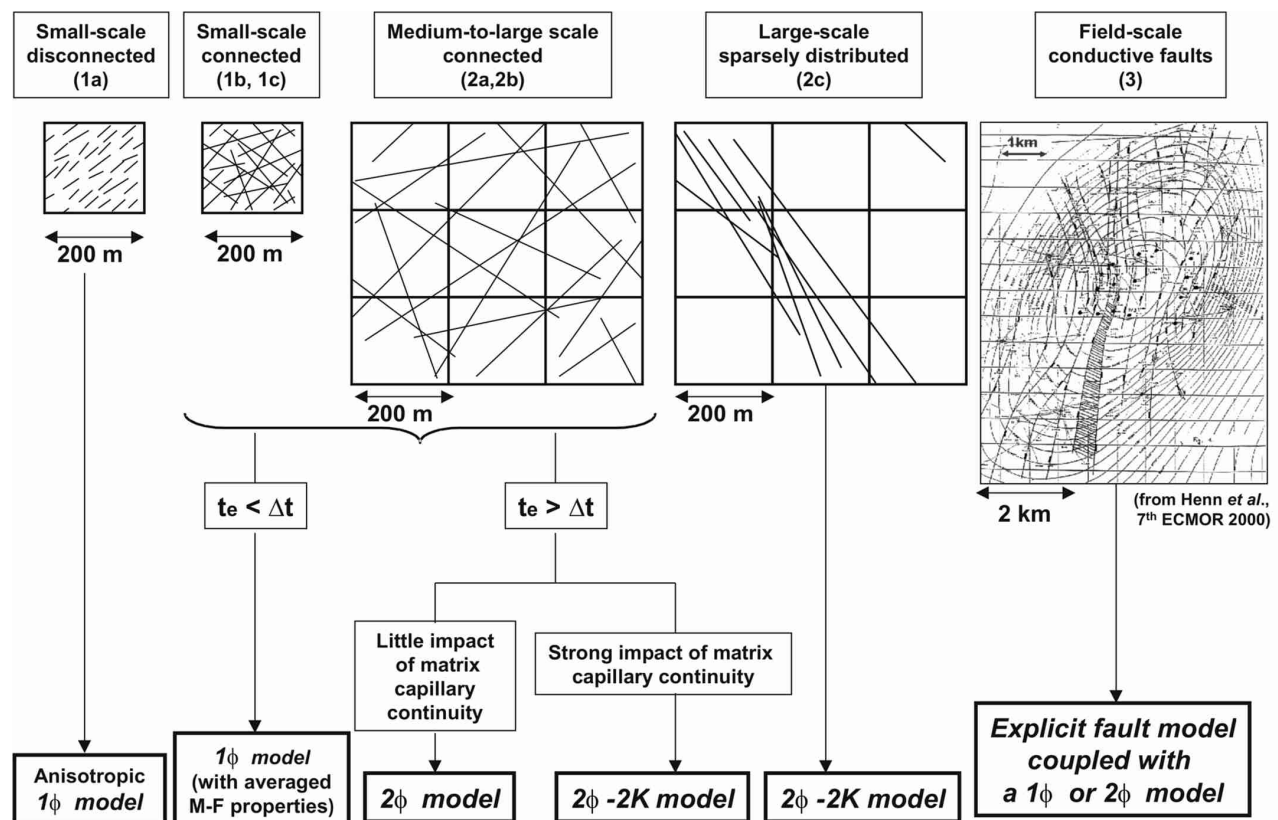 Small-scale
disconnected
(1a)
Small-scale
connected
(1b, 1c)
Medium-to-large scale
connected
(2a,2b)
Large-scale
sparsely distributed
(2c)
Field-scale
conductive faults
(3)
1km
200 m
200 m
200 m
200 m
2 km
(from Henn et al.,
7th ECMOR 2000)
te < Δt
te > Δt
Little impact
of matrix
capillary
continuity
Strong impact of matrix
capillary continuity
Anisotropic
1ϕ model
1ϕ model
(with averaged
M-F properties)
2ϕ model
2ϕ -2K model
2ϕ -2K model
Explicit fault model
coupled with
a 1ϕ or 2ϕ model